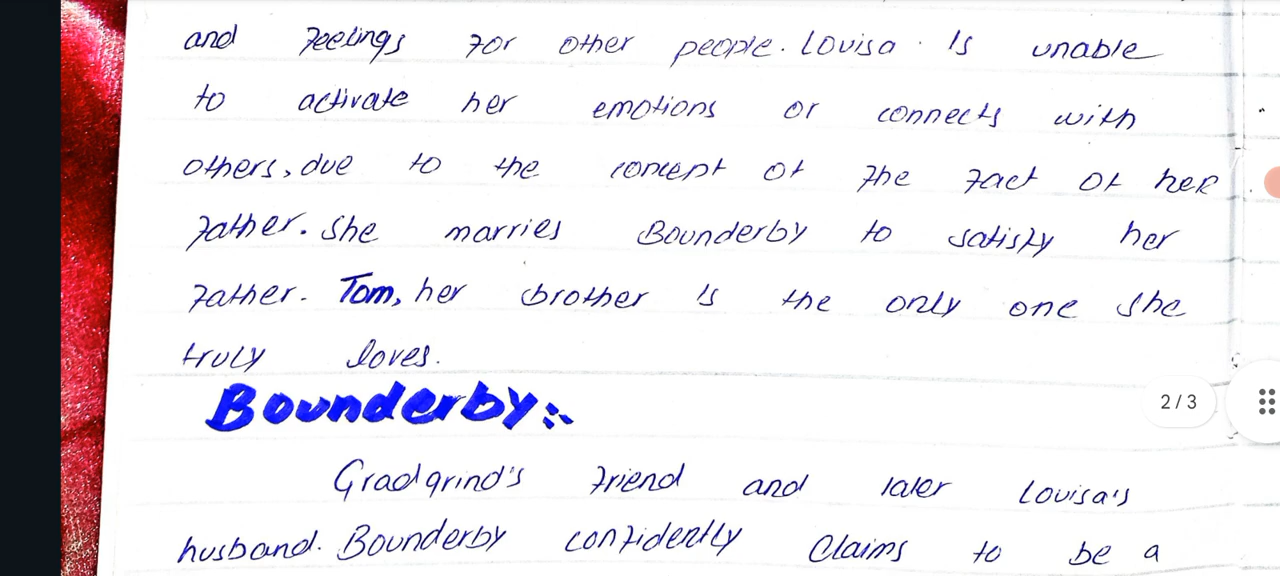 and feelings for other people. Louisa is unable
to activate her emotions or connects with
others, due to the concept of the fact of her
father. She marries Bounderby to satisfy her
father. Tom, her brother is the only one she
truly loves.
Bounderby:-
Gradgrind's friend and later Louisa's
husband. Bounderby confidently claims to be a
2/3